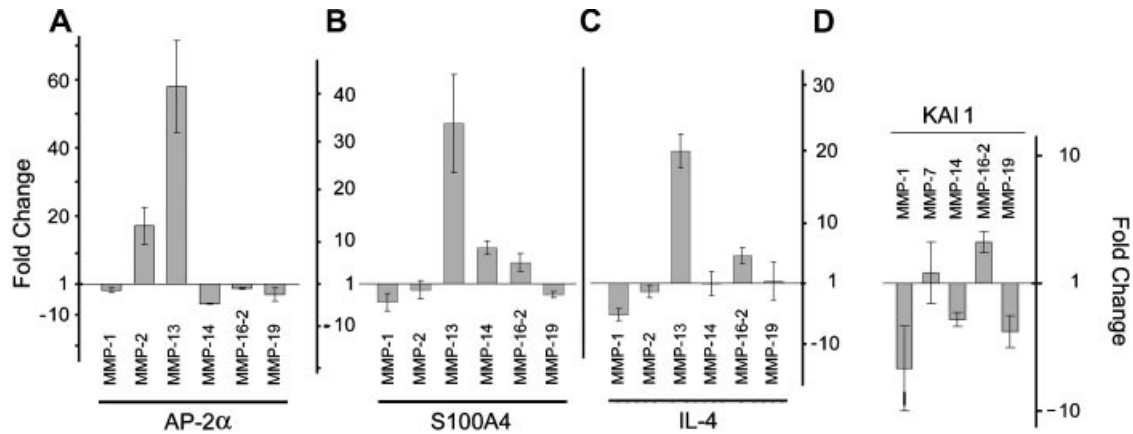 A
B
C
D
Fold Change
60
40
20
1
-10
MMP-1
MMP-2
MMP-13
MMP-14
MMP-16-2
MMP-19
AP-2α
40
30
20
10
1
-10
MMP-1
MMP-2
MMP-13
MMP-14
MMP-16-2
MMP-19
S100A4
MMP-1
MMP-2
MMP-13
MMP-14
MMP-16-2
MMP-19
IL-4
30
20
10
1
-10
KAI 1
MMP-1
MMP-7
MMP-14
MMP-16-2
MMP-19
10
1
-10
Fold Change